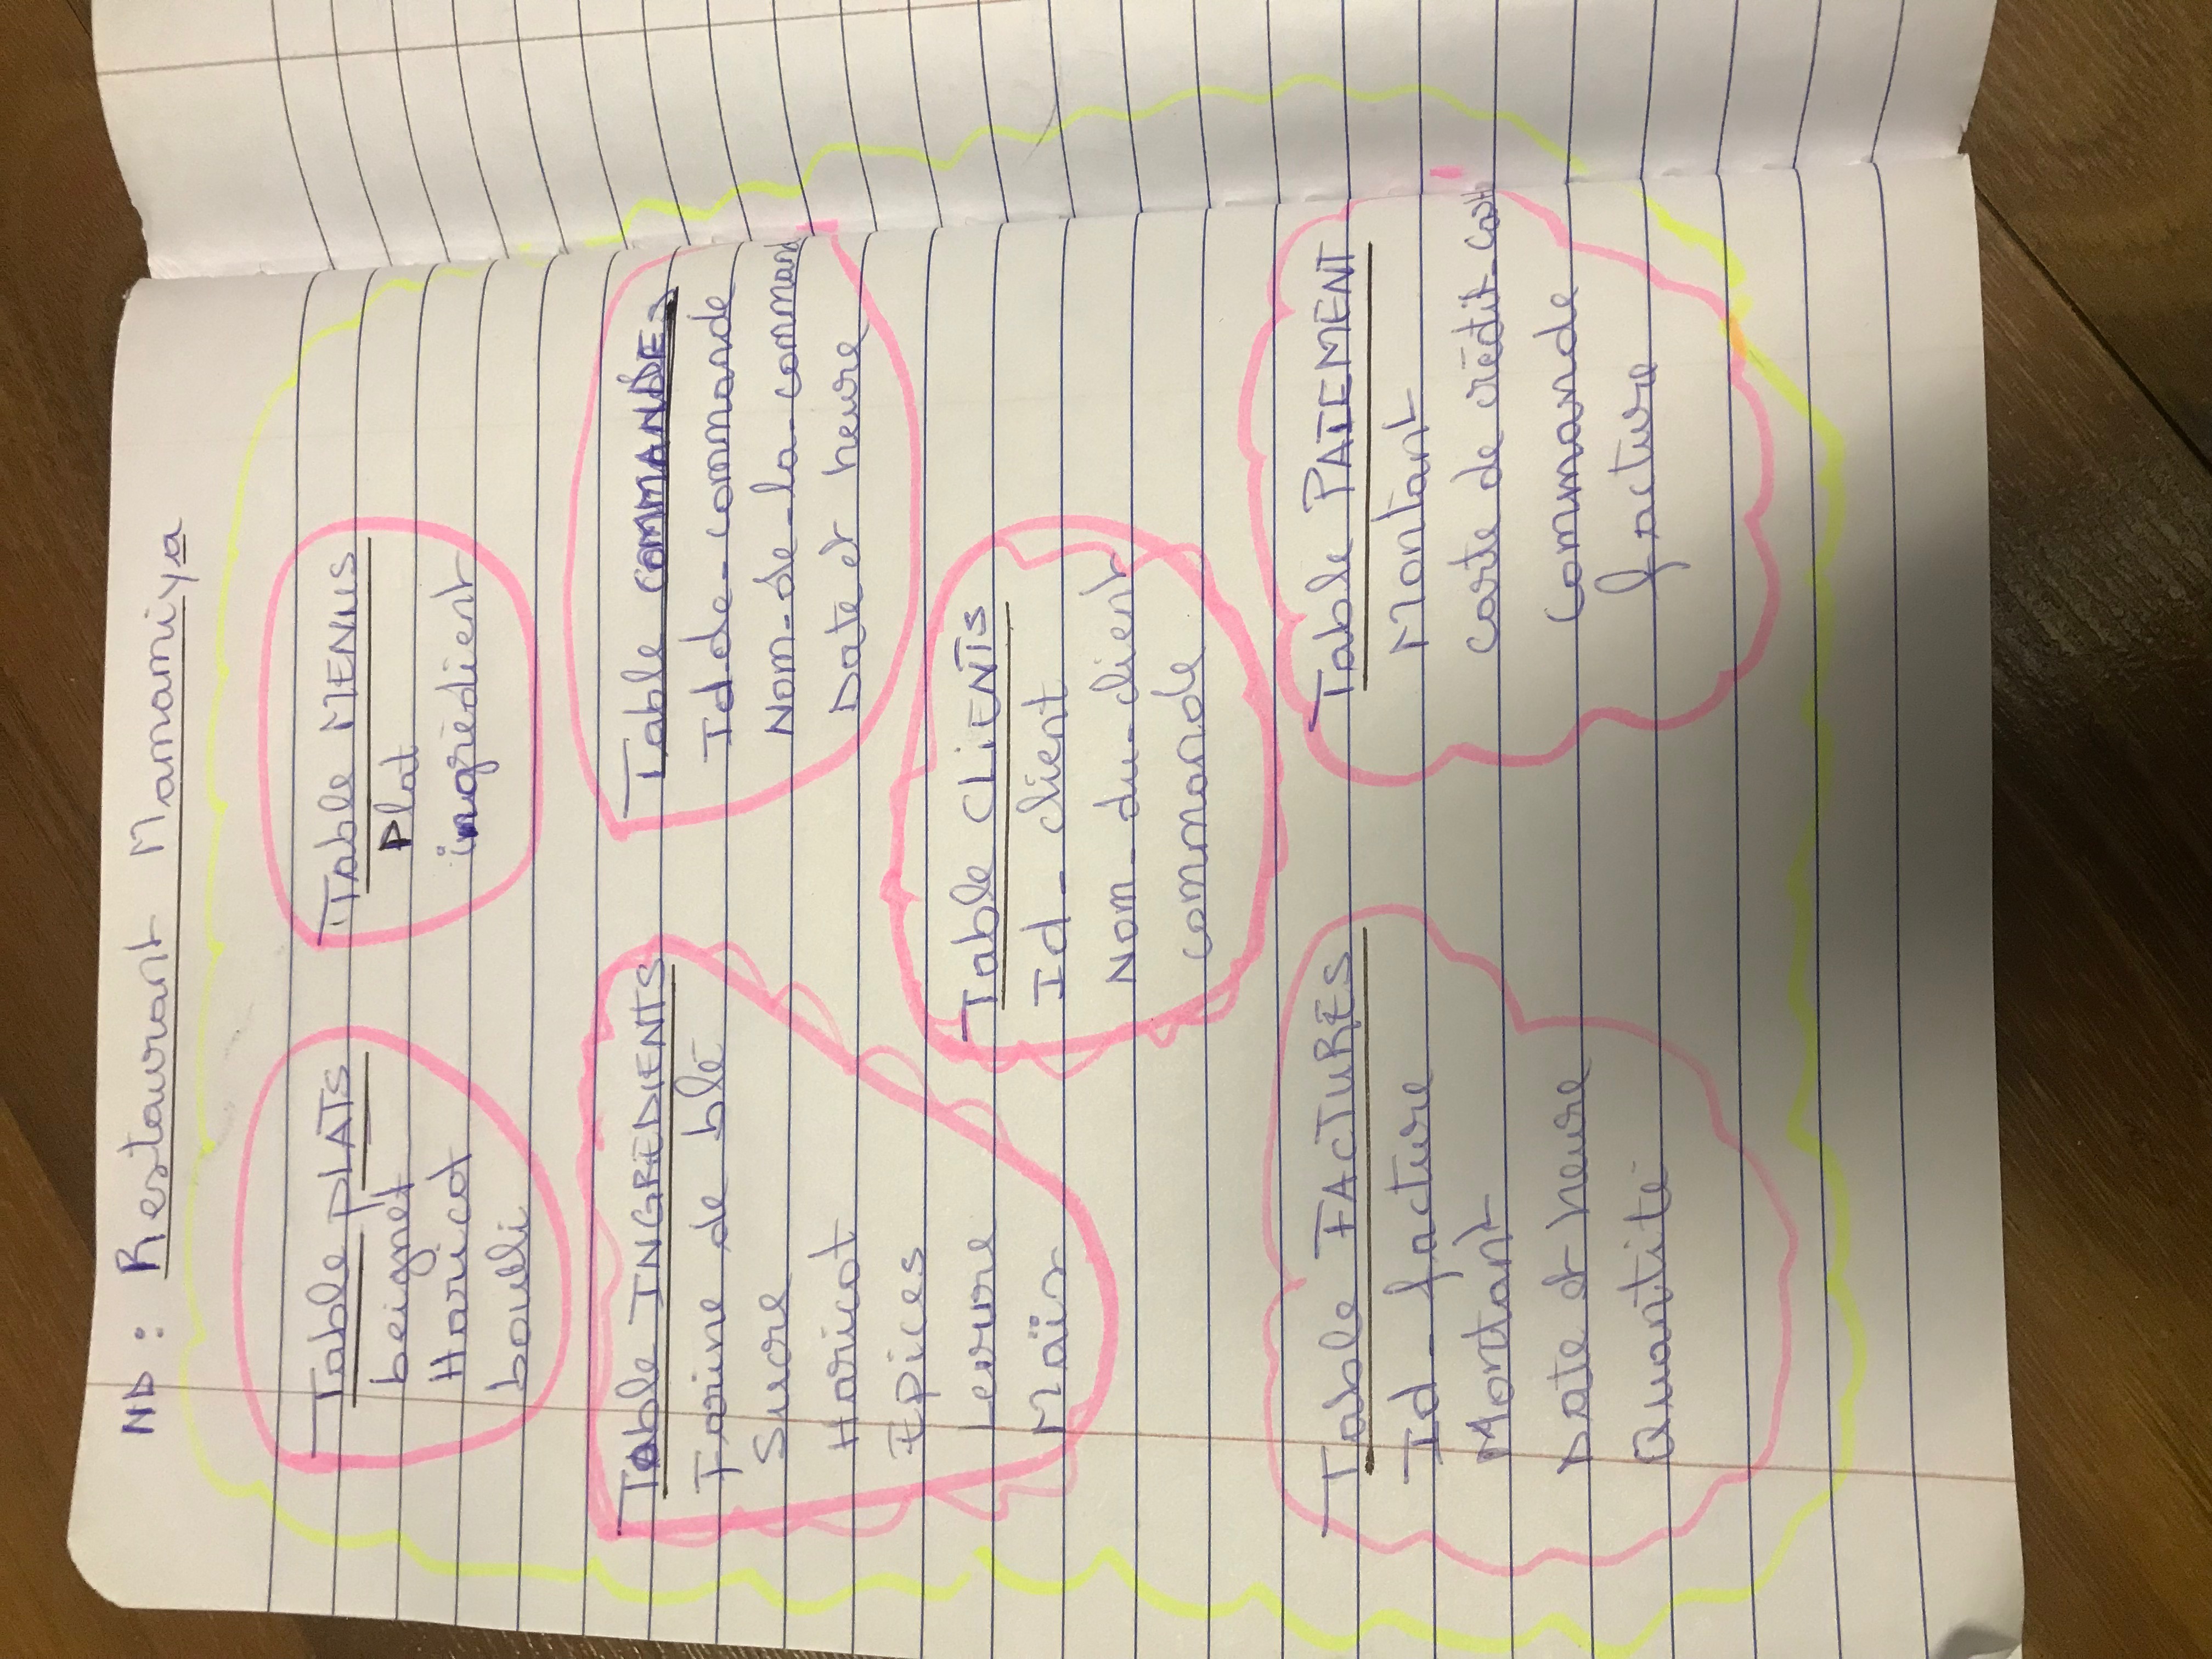 ND : Restaurant Mamamiya
Table PLATS
beignet
Haricot
bouilli
Table MENUS
Plat
ingrédient
Table INGREDIENTS
Farine de blé
Sucre
Haricot
Epices
Levure
Maïs
Table COMMANDES
Id-de-commande
Nom-de-la-command
Date et heure
Table CLIENTS
Id-client
Nom-du-client
commande
Table FACTURES
Id-facture
Montant
Date et heure
Quantité
Table PAIEMENT
Montant
Carte de crédit-Cash
Commande
facture